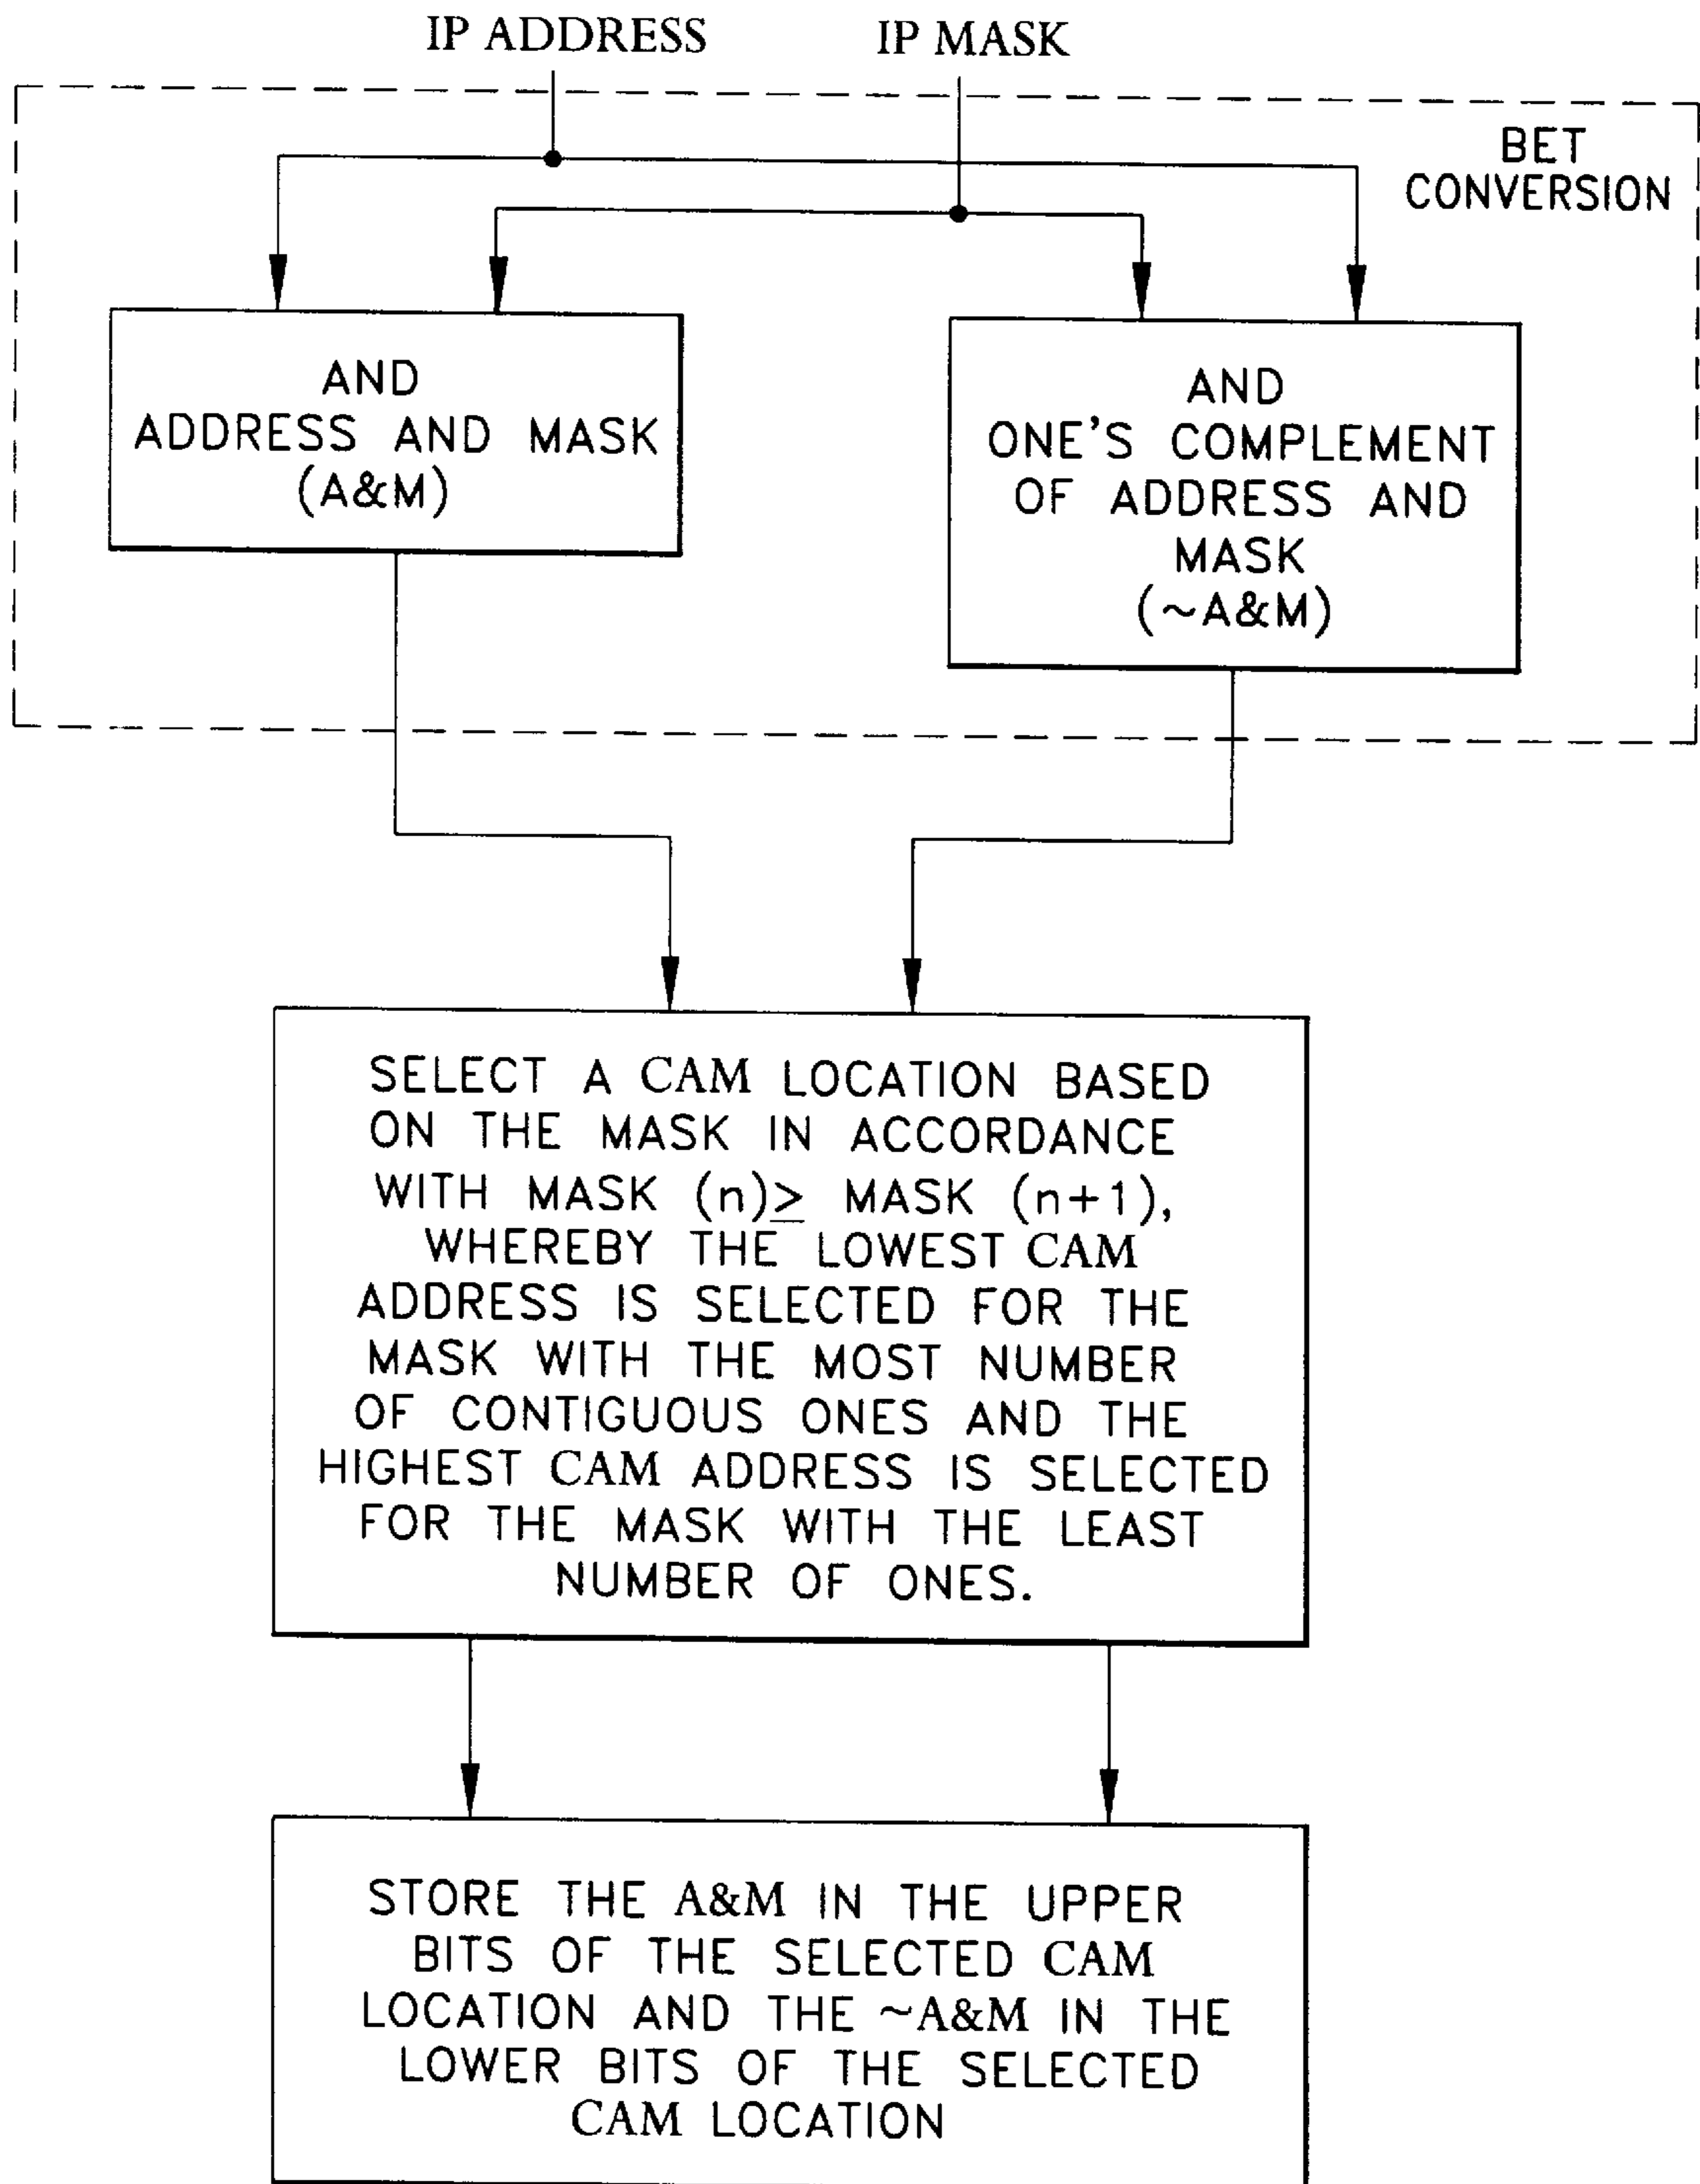 IP ADDRESS
IP MASK
BET
CONVERSION
AND
ADDRESS AND MASK
(A&M)
AND
ONE'S COMPLEMENT
OF ADDRESS AND
MASK
(~A&M)
SELECT A CAM LOCATION BASED
ON THE MASK IN ACCORDANCE
WITH MASK (n)≥ MASK (n+1),
WHEREBY THE LOWEST CAM
ADDRESS IS SELECTED FOR THE
MASK WITH THE MOST NUMBER
OF CONTIGUOUS ONES AND THE
HIGHEST CAM ADDRESS IS SELECTED
FOR THE MASK WITH THE LEAST
NUMBER OF ONES.
STORE THE A&M IN THE UPPER
BITS OF THE SELECTED CAM
LOCATION AND THE ~A&M IN THE
LOWER BITS OF THE SELECTED
CAM LOCATION